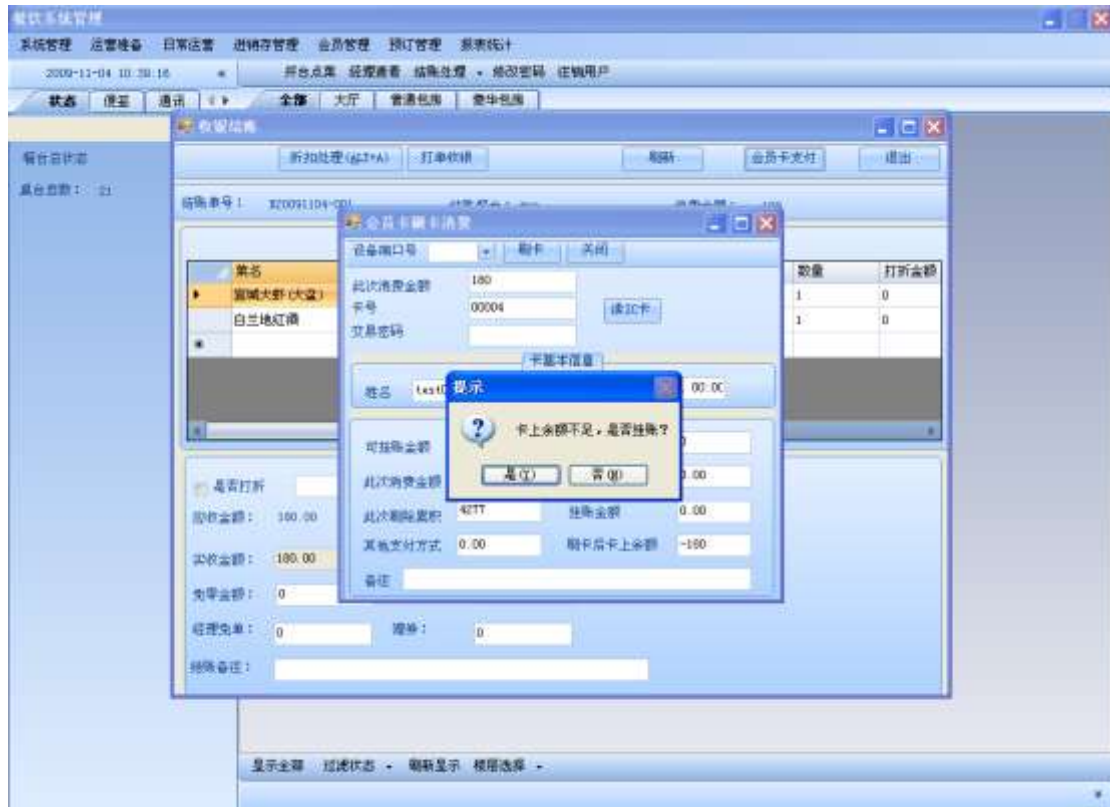 餐饮系统管理
系统管理 运营准备 日常运营 进销存管理 会员管理 预订管理 报表统计
2009-11-04 10:39:16 « 开台点菜 经理查看 结账处理 修改密码 注销用户
状态 便签 通讯 全部 大厅 普通包房 豪华包房
收银结账
餐台总状态 折扣处理(ALT+A) 打单收银 刷新 会员卡支付 退出
桌台总数: 21
结账单号:
会员卡刷卡消费
设备端口号 刷卡 关闭
菜名 数量 打折金额
此次消费金额 180
宣城大虾(大盘) 1 0
卡号 00004 读IC卡
白兰地红酒 1 0
交易密码
卡基本信息
姓名 提示 00:00
卡上余额不足,是否挂账?
可挂账金额
是(Y) 否(N)
是否打折 此次消费金额 0.00
应收金额: 180.00 此次刷卡累积 4277 挂账金额 0.00
实收金额: 180.00 其他支付方式 0.00 刷卡后卡上余额 -180
免零金额: 0 备注
经理免单: 0 赠券: 0
结账备注:
显示全部 过滤状态 刷新显示 楼层选择